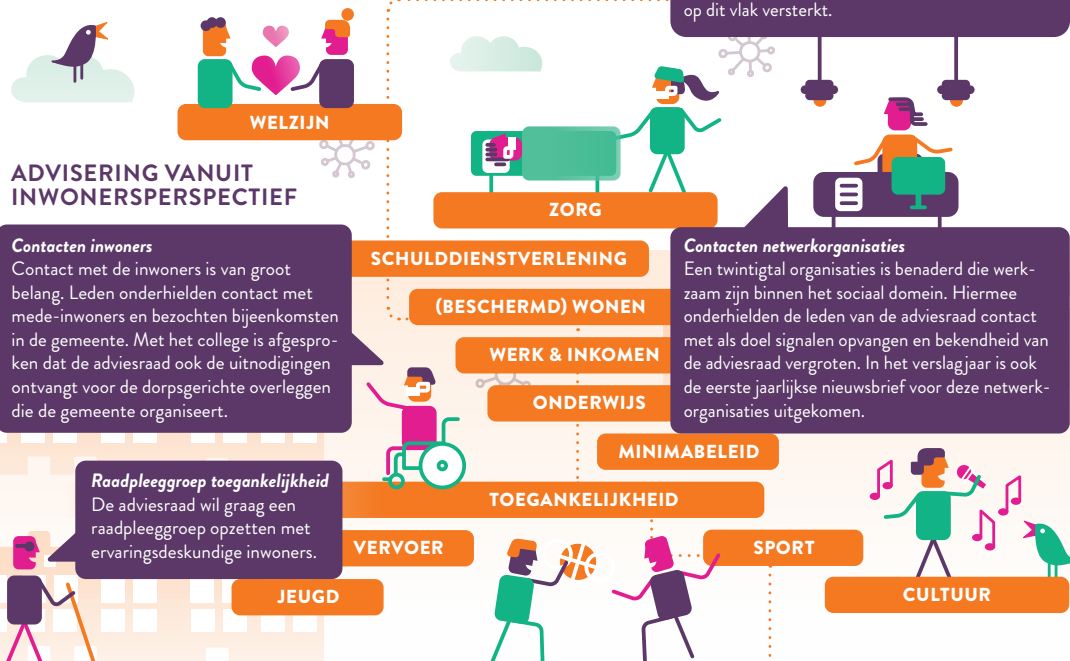 op dit vlak versterkt.
WELZIJN
ADVISERING VANUIT
INWONERSPERSPECTIEF
ZORG
Contacten inwoners
Contact met de inwoners is van groot
belang. Leden onderhielden contact met
mede-inwoners en bezochten bijeenkomsten
in de gemeente. Met het college is afgespro-
ken dat de adviesraad ook de uitnodigingen
ontvangt voor de dorpsgerichte overleggen
die de gemeente organiseert.
SCHULDDIENSTVERLENING
(BESCHERMD) WONEN
WERK & INKOMEN
ONDERWIJS
MINIMABELEID
Contacten netwerkorganisaties
Een twintigtal organisaties is benaderd die werk-
zaam zijn binnen het sociaal domein. Hiermee
onderhielden de leden van de adviesraad contact
met als doel signalen opvangen en bekendheid van
de adviesraad vergroten. In het verslagjaar is ook
de eerste jaarlijkse nieuwsbrief voor deze netwerk-
organisaties uitgekomen.
Raadpleeggroep toegankelijkheid
De adviesraad wil graag een
raadpleeggroep opzetten met
ervaringsdeskundige inwoners.
TOEGANKELIJKHEID
VERVOER
SPORT
JEUGD
CULTUUR